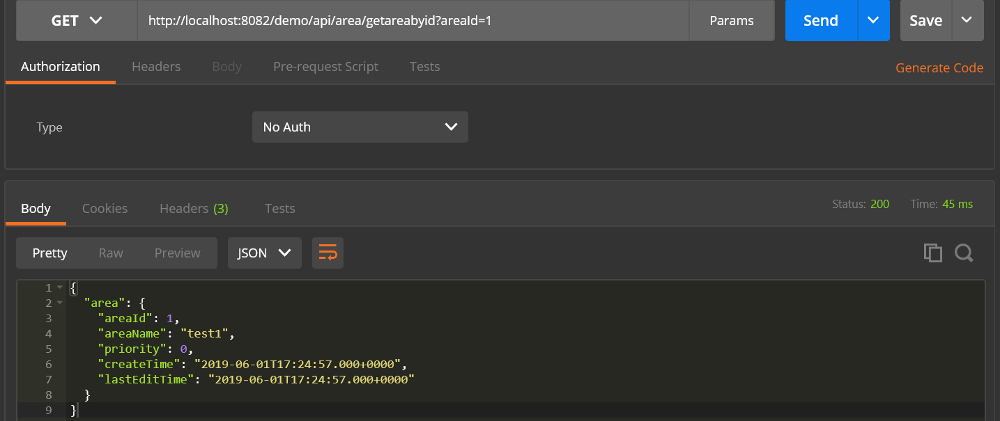 GET http://localhost:8082/demo/api/area/getareabyid?areaId=1 Params Send Save
Authorization Headers Body Pre-request Script Tests Generate Code
Type No Auth
Body Cookies Headers (3) Tests Status: 200 Time: 45 ms
Pretty Raw Preview JSON
1 {
2 "area": {
3 "areaId": 1,
4 "areaName": "test1",
5 "priority": 0,
6 "createTime": "2019-06-01T17:24:57.000+0000",
7 "lastEditTime": "2019-06-01T17:24:57.000+0000"
8 }
9 }